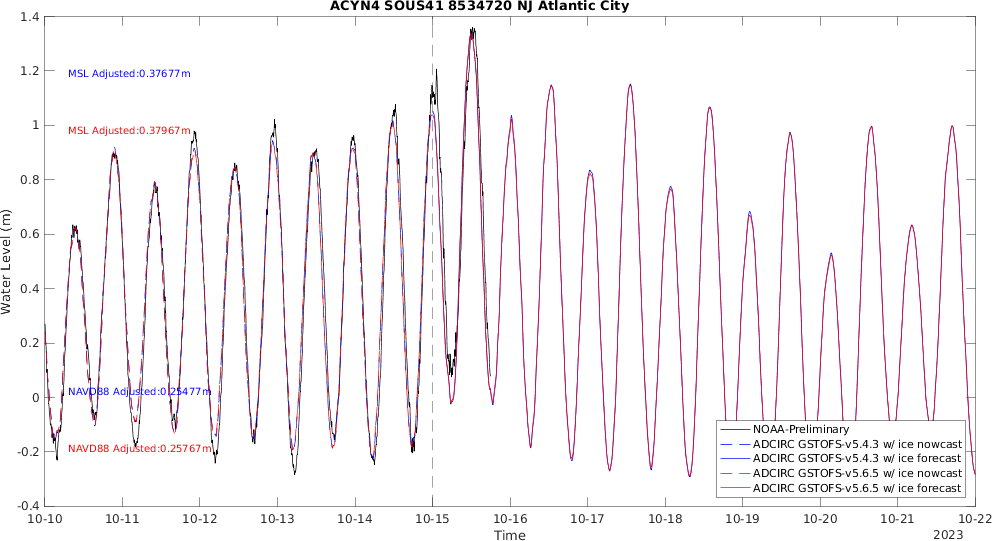 ACYN4 SOUS41 8534720 NJ Atlantic City
1.4
1.2
1
0.8
0.6
0.4
0.2
0
-0.2
-0.4
Water Level (m)
MSL Adjusted:0.37677m
MSL Adjusted:0.37967m
NAVD88 Adjusted:0.25477m
NAVD88 Adjusted:0.25767m
NOAA-Preliminary
ADCIRC GSTOFS-v5.4.3 w/ ice nowcast
ADCIRC GSTOFS-v5.4.3 w/ ice forecast
ADCIRC GSTOFS-v5.6.5 w/ ice nowcast
ADCIRC GSTOFS-v5.6.5 w/ ice forecast
10-10 10-11 10-12 10-13 10-14 10-15 10-16 10-17 10-18 10-19 10-20 10-21 10-22
Time
2023